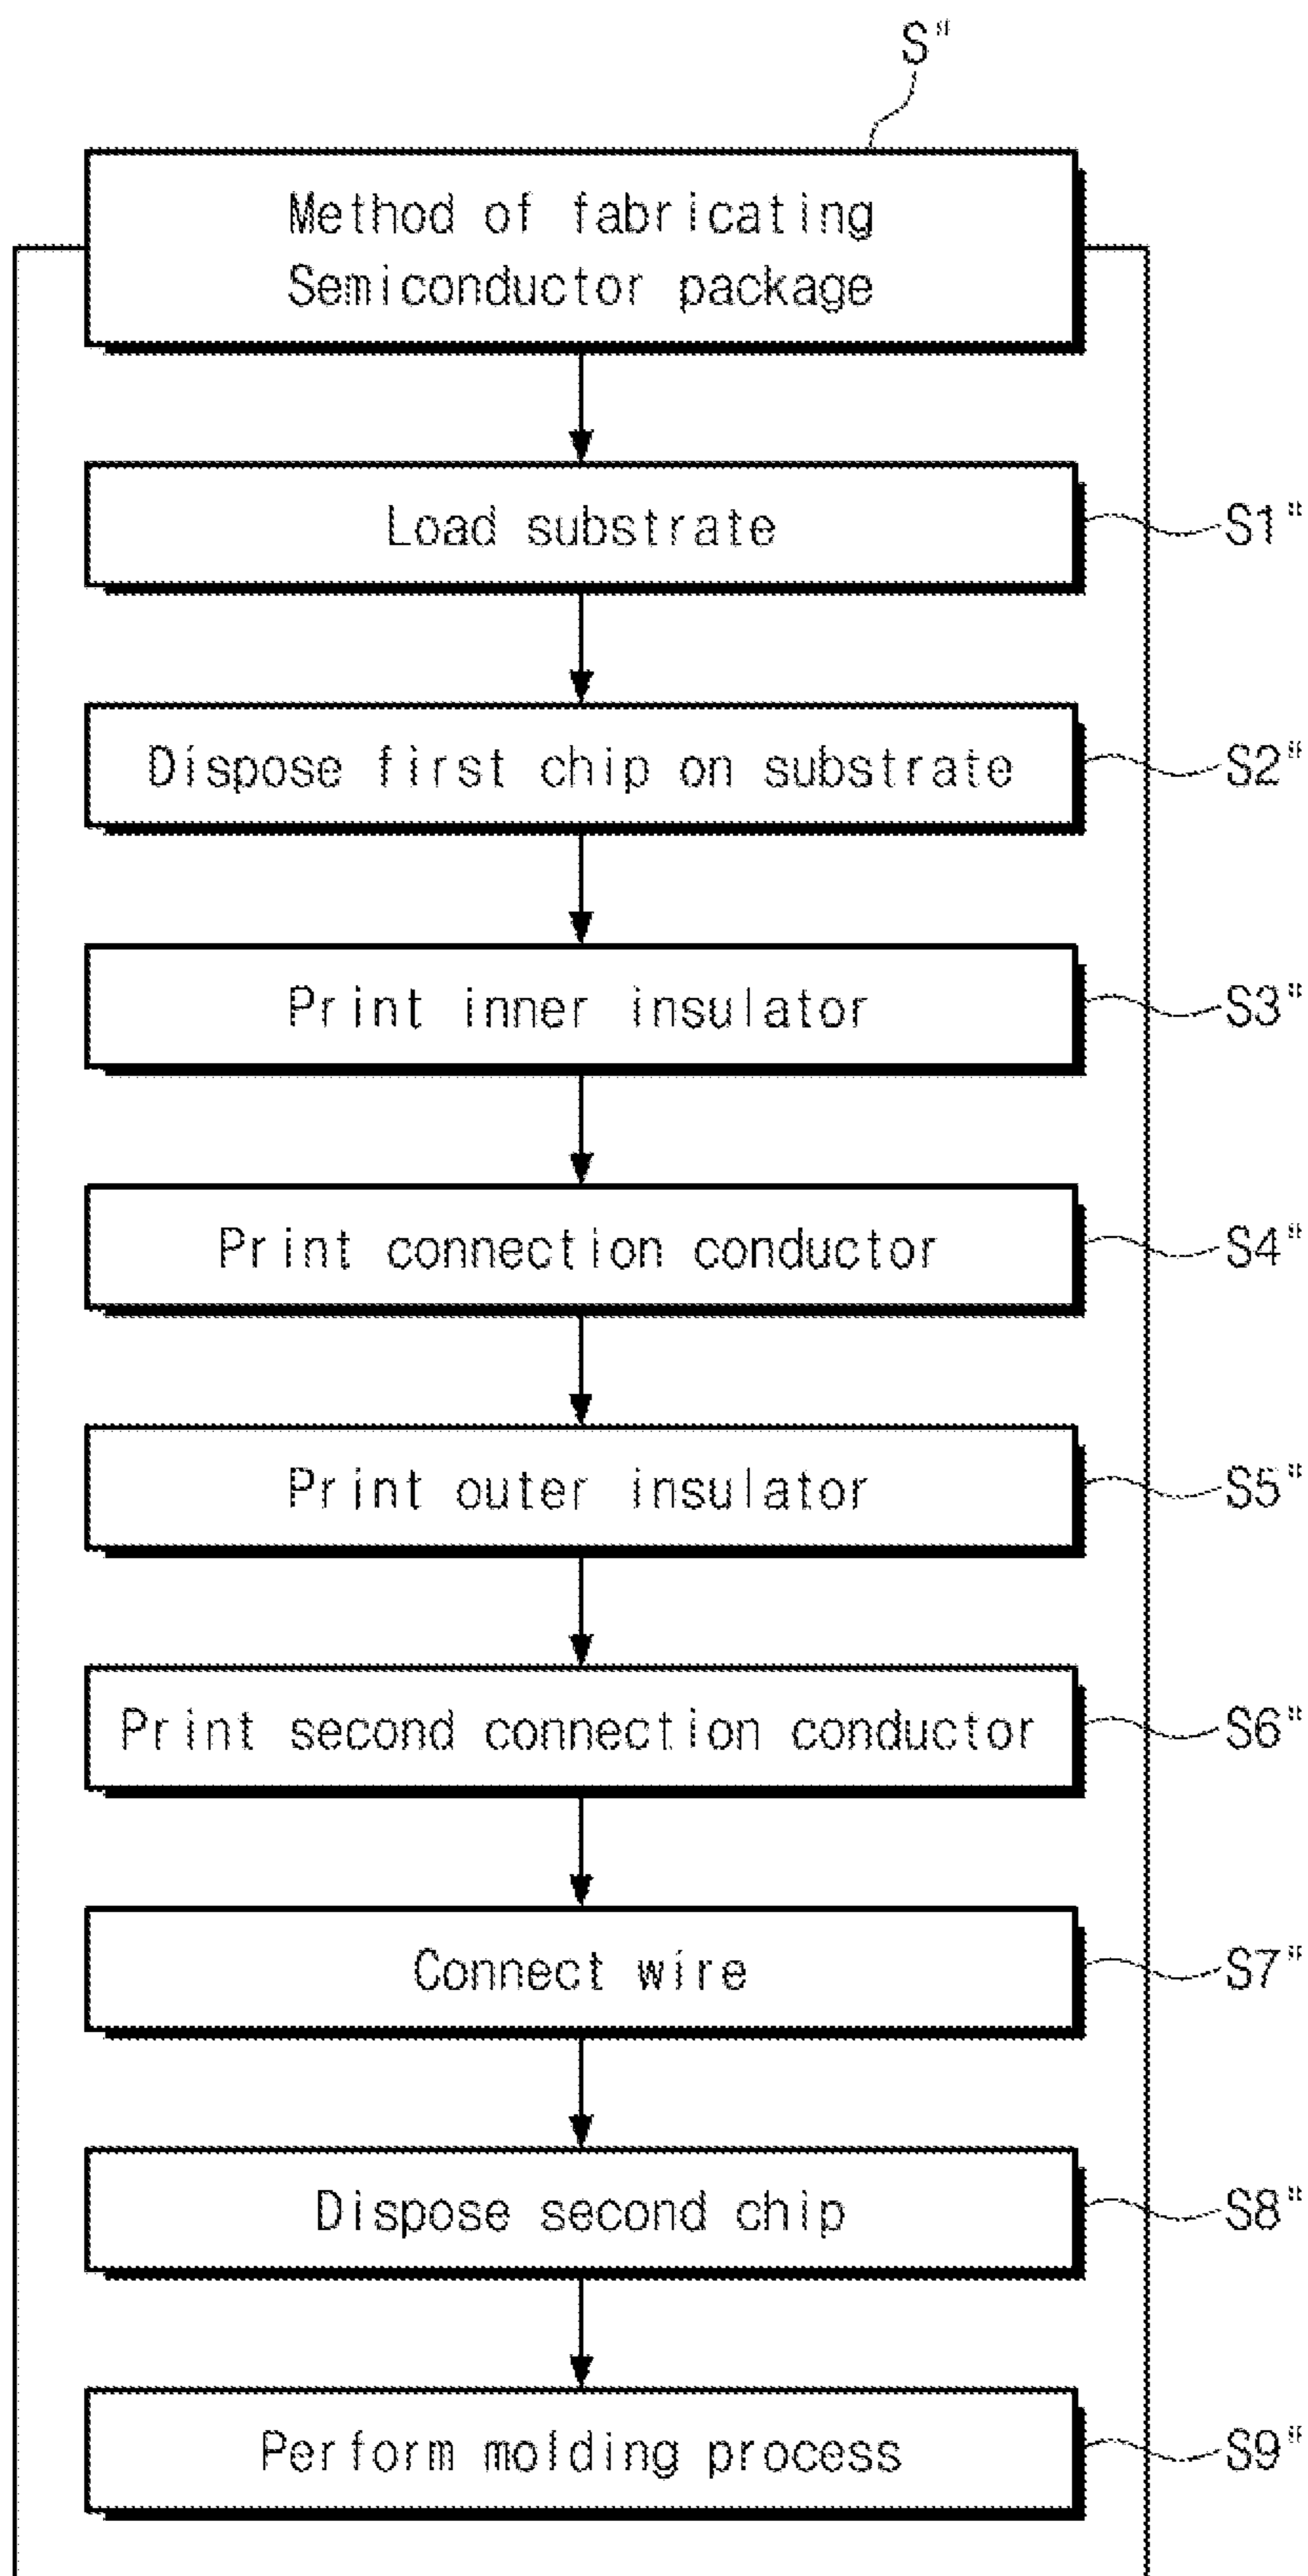 S"
Method of fabricating
Semiconductor package
Load substrate
S1"
Dispose first chip on substrate
S2"
Print inner insulator
S3"
Print connection conductor
S4"
Print outer insulator
S5"
Print second connection conductor
S6"
Connect wire
S7"
Dispose second chip
S8"
Perform molding process
S9"